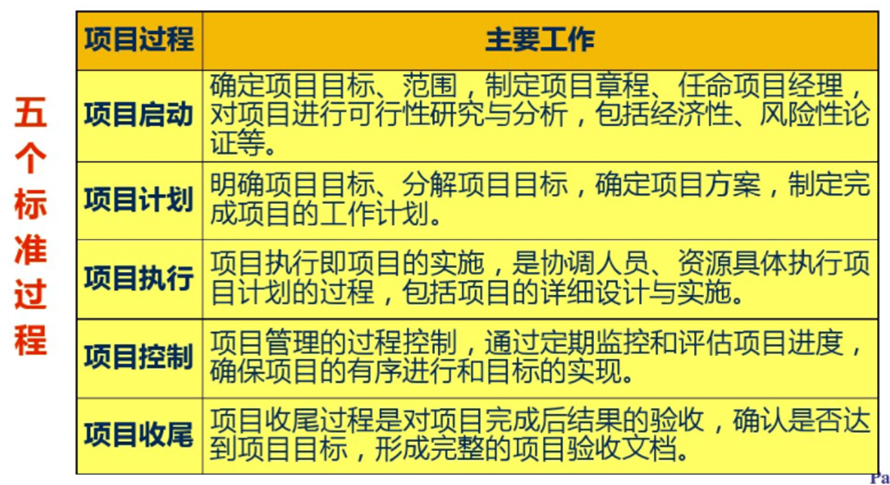 五个标准过程
项目过程
主要工作
项目启动
确定项目目标、范围，制定项目章程、任命项目经理，
对项目进行可行性研究与分析，包括经济性、风险性论
证等。
项目计划
明确项目目标、分解项目目标，确定项目方案，制定完
成项目的工作计划。
项目执行
项目执行即项目的实施，是协调人员、资源具体执行项
目计划的过程，包括项目的详细设计与实施。
项目控制
项目管理的过程控制，通过定期监控和评估项目进度，
确保项目的有序进行和目标的实现。
项目收尾
项目收尾过程是对项目完成后结果的验收，确认是否达
到项目目标，形成完整的项目验收文档。
Pa